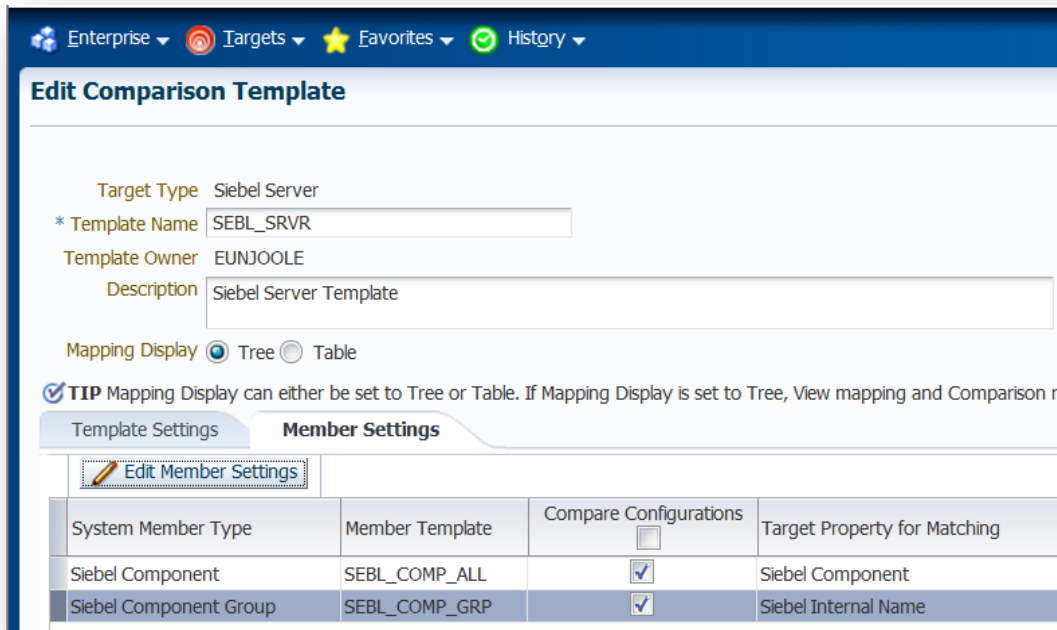 Enterprise Targets Favorites History
Edit Comparison Template
Target Type Siebel Server
* Template Name SEBL_SRVR
Template Owner EUNJOOLE
Description Siebel Server Template
Mapping Display Tree Table
TIP Mapping Display can either be set to Tree or Table. If Mapping Display is set to Tree, View mapping and Comparison
Template Settings Member Settings
Edit Member Settings
System Member Type Member Template Compare Configurations Target Property for Matching
Siebel Component SEBL_COMP_ALL Siebel Component
Siebel Component Group SEBL_COMP_GRP Siebel Internal Name